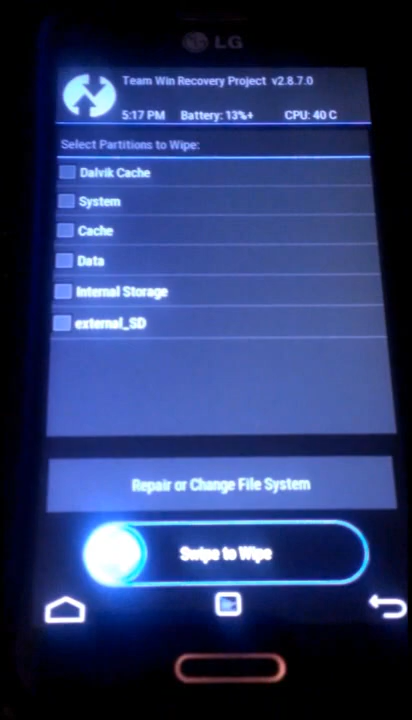 LG
Team Win Recovery Project v2.8.7.0
5:17 PM Battery: 13%+ CPU: 40 C
Select Partitions to Wipe:
Dalvik Cache
System
Cache
Data
Internal Storage
external_SD
Repair or Change File System
Swipe to Wipe